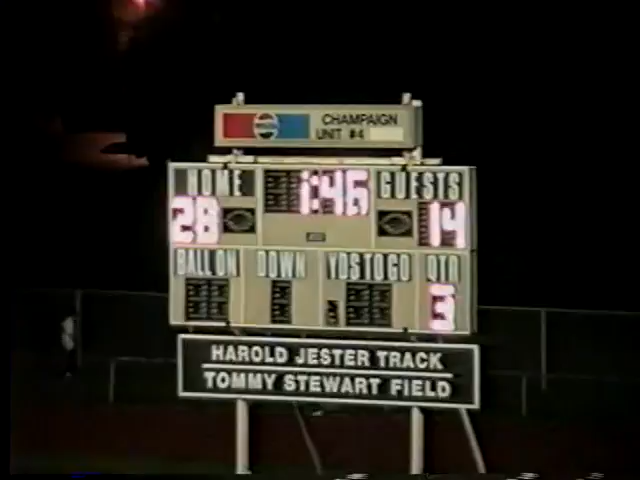 CHAMPAIGN
UNIT #4
HOME 1:46 GUESTS
28 14
BALL ON DOWN YDS TO GO QTR
3
HAROLD JESTER TRACK
TOMMY STEWART FIELD